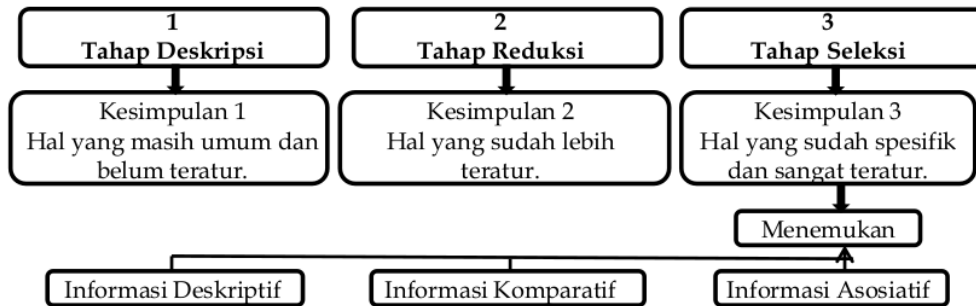 1
Tahap Deskripsi
2
Tahap Reduksi
3
Tahap Seleksi
Kesimpulan 1
Hal yang masih umum dan
belum teratur.
Kesimpulan 2
Hal yang sudah lebih
teratur.
Kesimpulan 3
Hal yang sudah spesifik
dan sangat teratur.
Menemukan
Informasi Deskriptif
Informasi Komparatif
Informasi Asosiatif